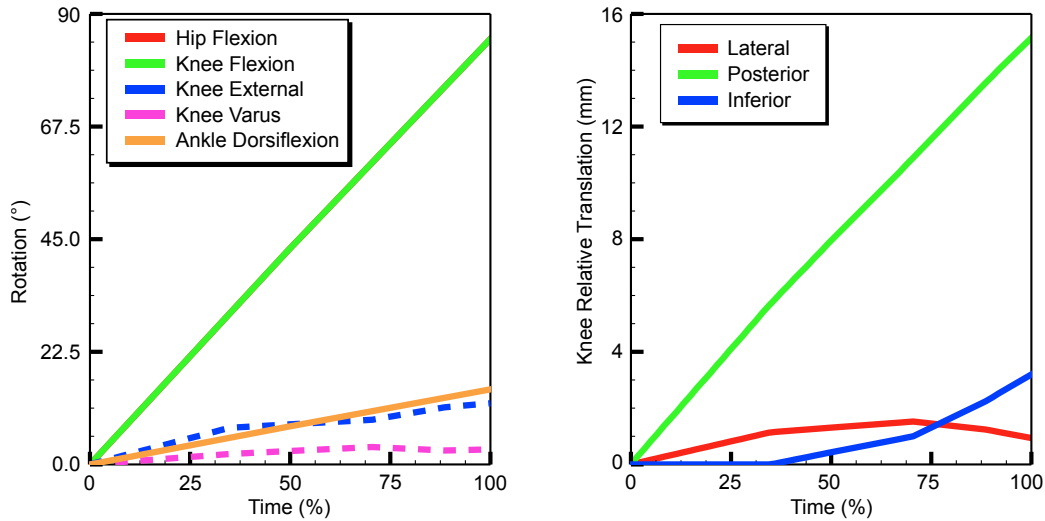 90
67.5
45.0
22.5
0.0
Rotation (°)
Hip Flexion
Knee Flexion
Knee External
Knee Varus
Ankle Dorsiflexion
0
25
50
75
100
Time (%)
16
12
8
4
0
Knee Relative Translation (mm)
Lateral
Posterior
Inferior
0
25
50
75
100
Time (%)